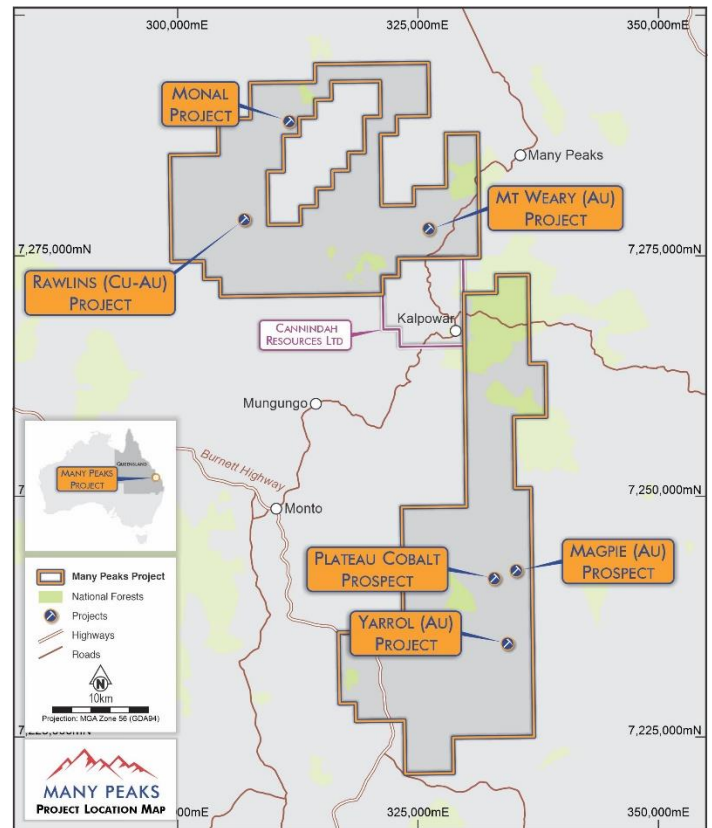 300,000mE
325,000mE
350,000mE
MONAL
PROJECT
Many Peaks
MT WEARY (AU)
PROJECT
7,275,000mN
7,275,000mN
RAWLINS (CU-AU)
PROJECT
Kalpowar
CANNINDAH
RESOURCES LTD
Mungungo
QUEENSLAND
MANY PEAKS
PROJECT
Burnett Highway
7,250,000mN
Monto
PLATEAU COBALT
PROSPECT
MAGPIE (AU)
PROSPECT
YARROL (AU)
PROJECT
Many Peaks Project
National Forests
Projects
Highways
Roads
N
10km
Projection: MGA Zone 56 (GDA94)
7,225,000mN
MANY PEAKS
PROJECT LOCATION MAP
325,000mE
350,000mE